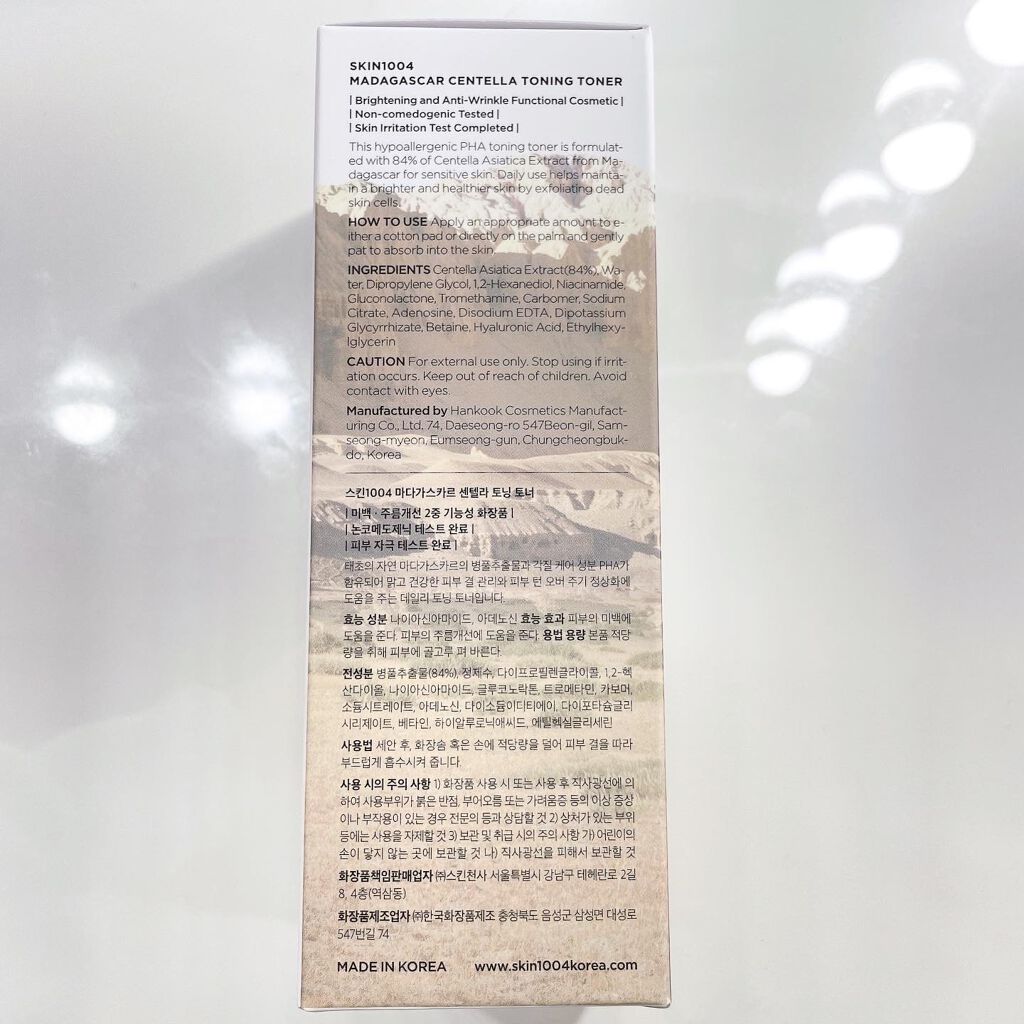 SKIN1004
MADAGASCAR CENTELLA TONING TONER
| Brightening and Anti-Wrinkle Functional Cosmetic |
| Non-comedogenic Tested |
| Skin Irritation Test Completed |
This hypoallergenic PHA toning toner is formulat-
ed with 84% of Centella Asiatica Extract from Ma-
dagascar for sensitive skin. Daily use helps mainta-
in a brighter and healthier skin by exfoliating dead
skin cells.
HOW TO USE Apply an appropriate amount to e-
ither a cotton pad or directly on the palm and gently
pat to absorb into the skin.
INGREDIENTS Centella Asiatica Extract(84%), Wa-
ter, Dipropylene Glycol, 1,2-Hexanediol, Niacinamide,
Gluconolactone, Tromethamine, Carbomer, Sodium
Citrate, Adenosine, Disodium EDTA, Dipotassium
Glycyrrhizate, Betaine, Hyaluronic Acid, Ethylhexy-
lglycerin
CAUTION For external use only. Stop using if irrit-
ation occurs. Keep out of reach of children. Avoid
contact with eyes.
Manufactured by Hankook Cosmetics Manufact-
uring Co., Ltd. 74, Daeseong-ro 547Beon-gil, Sam-
seong-myeon, Eumseong-gun, Chungcheongbuk-
do, Korea
스킨1004 마다가스카르 센텔라 토닝 토너
| 미백 · 주름개선 2중 기능성 화장품 |
| 논코메도제닉 테스트 완료 |
| 피부 자극 테스트 완료 |
태초의 자연 마다가스카르의 병풀추출물과 각질 케어 성분 PHA가
함유되어 맑고 건강한 피부 결 관리와 피부 턴 오버 주기 정상화에
도움을 주는 데일리 토닝 토너입니다.
효능 성분 나이아신아마이드, 아데노신 효능 효과 피부의 미백에
도움을 준다. 피부의 주름개선에 도움을 준다. 용법 용량 본품 적당
량을 취해 피부에 골고루 펴 바른다.
전성분 병풀추출물(84%), 정제수, 다이프로필렌글라이콜, 1,2-헥
산다이올, 나이아신아마이드, 글루코노락톤, 트로메타민, 카보머,
소듐시트레이트, 아데노신, 다이소듐이디티에이, 다이포타슘글리
시리제이트, 베타인, 하이알루로닉애씨드, 에틸헥실글리세린
사용법 세안 후, 화장솜 혹은 손에 적당량을 덜어 피부 결을 따라
부드럽게 흡수시켜 줍니다.
사용 시의 주의 사항 1) 화장품 사용 시 또는 사용 후 직사광선에 의
하여 사용부위가 붉은 반점, 부어오름 또는 가려움증 등의 이상 증상
이나 부작용이 있는 경우 전문의 등과 상담할 것 2) 상처가 있는 부위
등에는 사용을 자제할 것 3) 보관 및 취급 시의 주의 사항 가) 어린이의
손이 닿지 않는 곳에 보관할 것 나) 직사광선을 피해서 보관할 것
화장품책임판매업자 ㈜스킨천사 서울특별시 강남구 테헤란로 2길
8, 4층(역삼동)
화장품제조업자 ㈜한국화장품제조 충청북도 음성군 삼성면 대성로
547번길 74
MADE IN KOREA www.skin1004korea.com